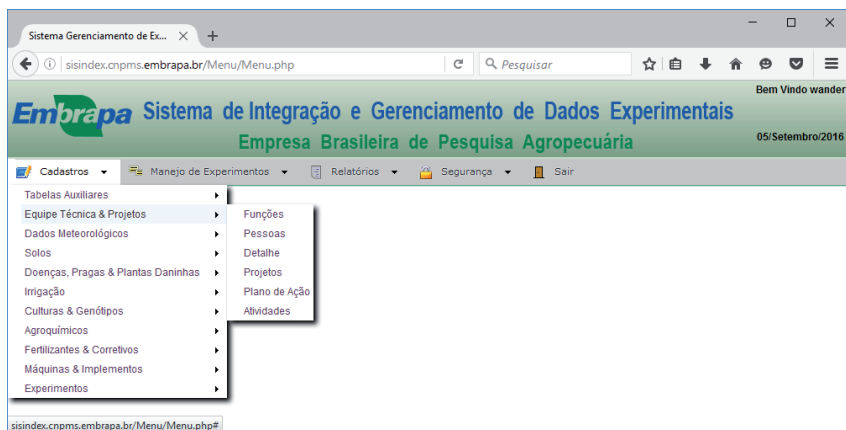 Sistema Gerenciamento de Ex...
sisindex.cnpms.embrapa.br/Menu/Menu.php
Pesquisar
Bem Vindo wander
Embrapa Sistema de Integração e Gerenciamento de Dados Experimentais
Empresa Brasileira de Pesquisa Agropecuária
05/Setembro/2016
Cadastros Manejo de Experimentos Relatórios Segurança Sair
Tabelas Auxiliares
Equipe Técnica & Projetos
Dados Meteorológicos
Solos
Doenças, Pragas & Plantas Daninhas
Irrigação
Culturas & Genótipos
Agroquímicos
Fertilizantes & Corretivos
Máquinas & Implementos
Experimentos
Funções
Pessoas
Detalhe
Projetos
Plano de Ação
Atividades
sisindex.cnpms.embrapa.br/Menu/Menu.php#